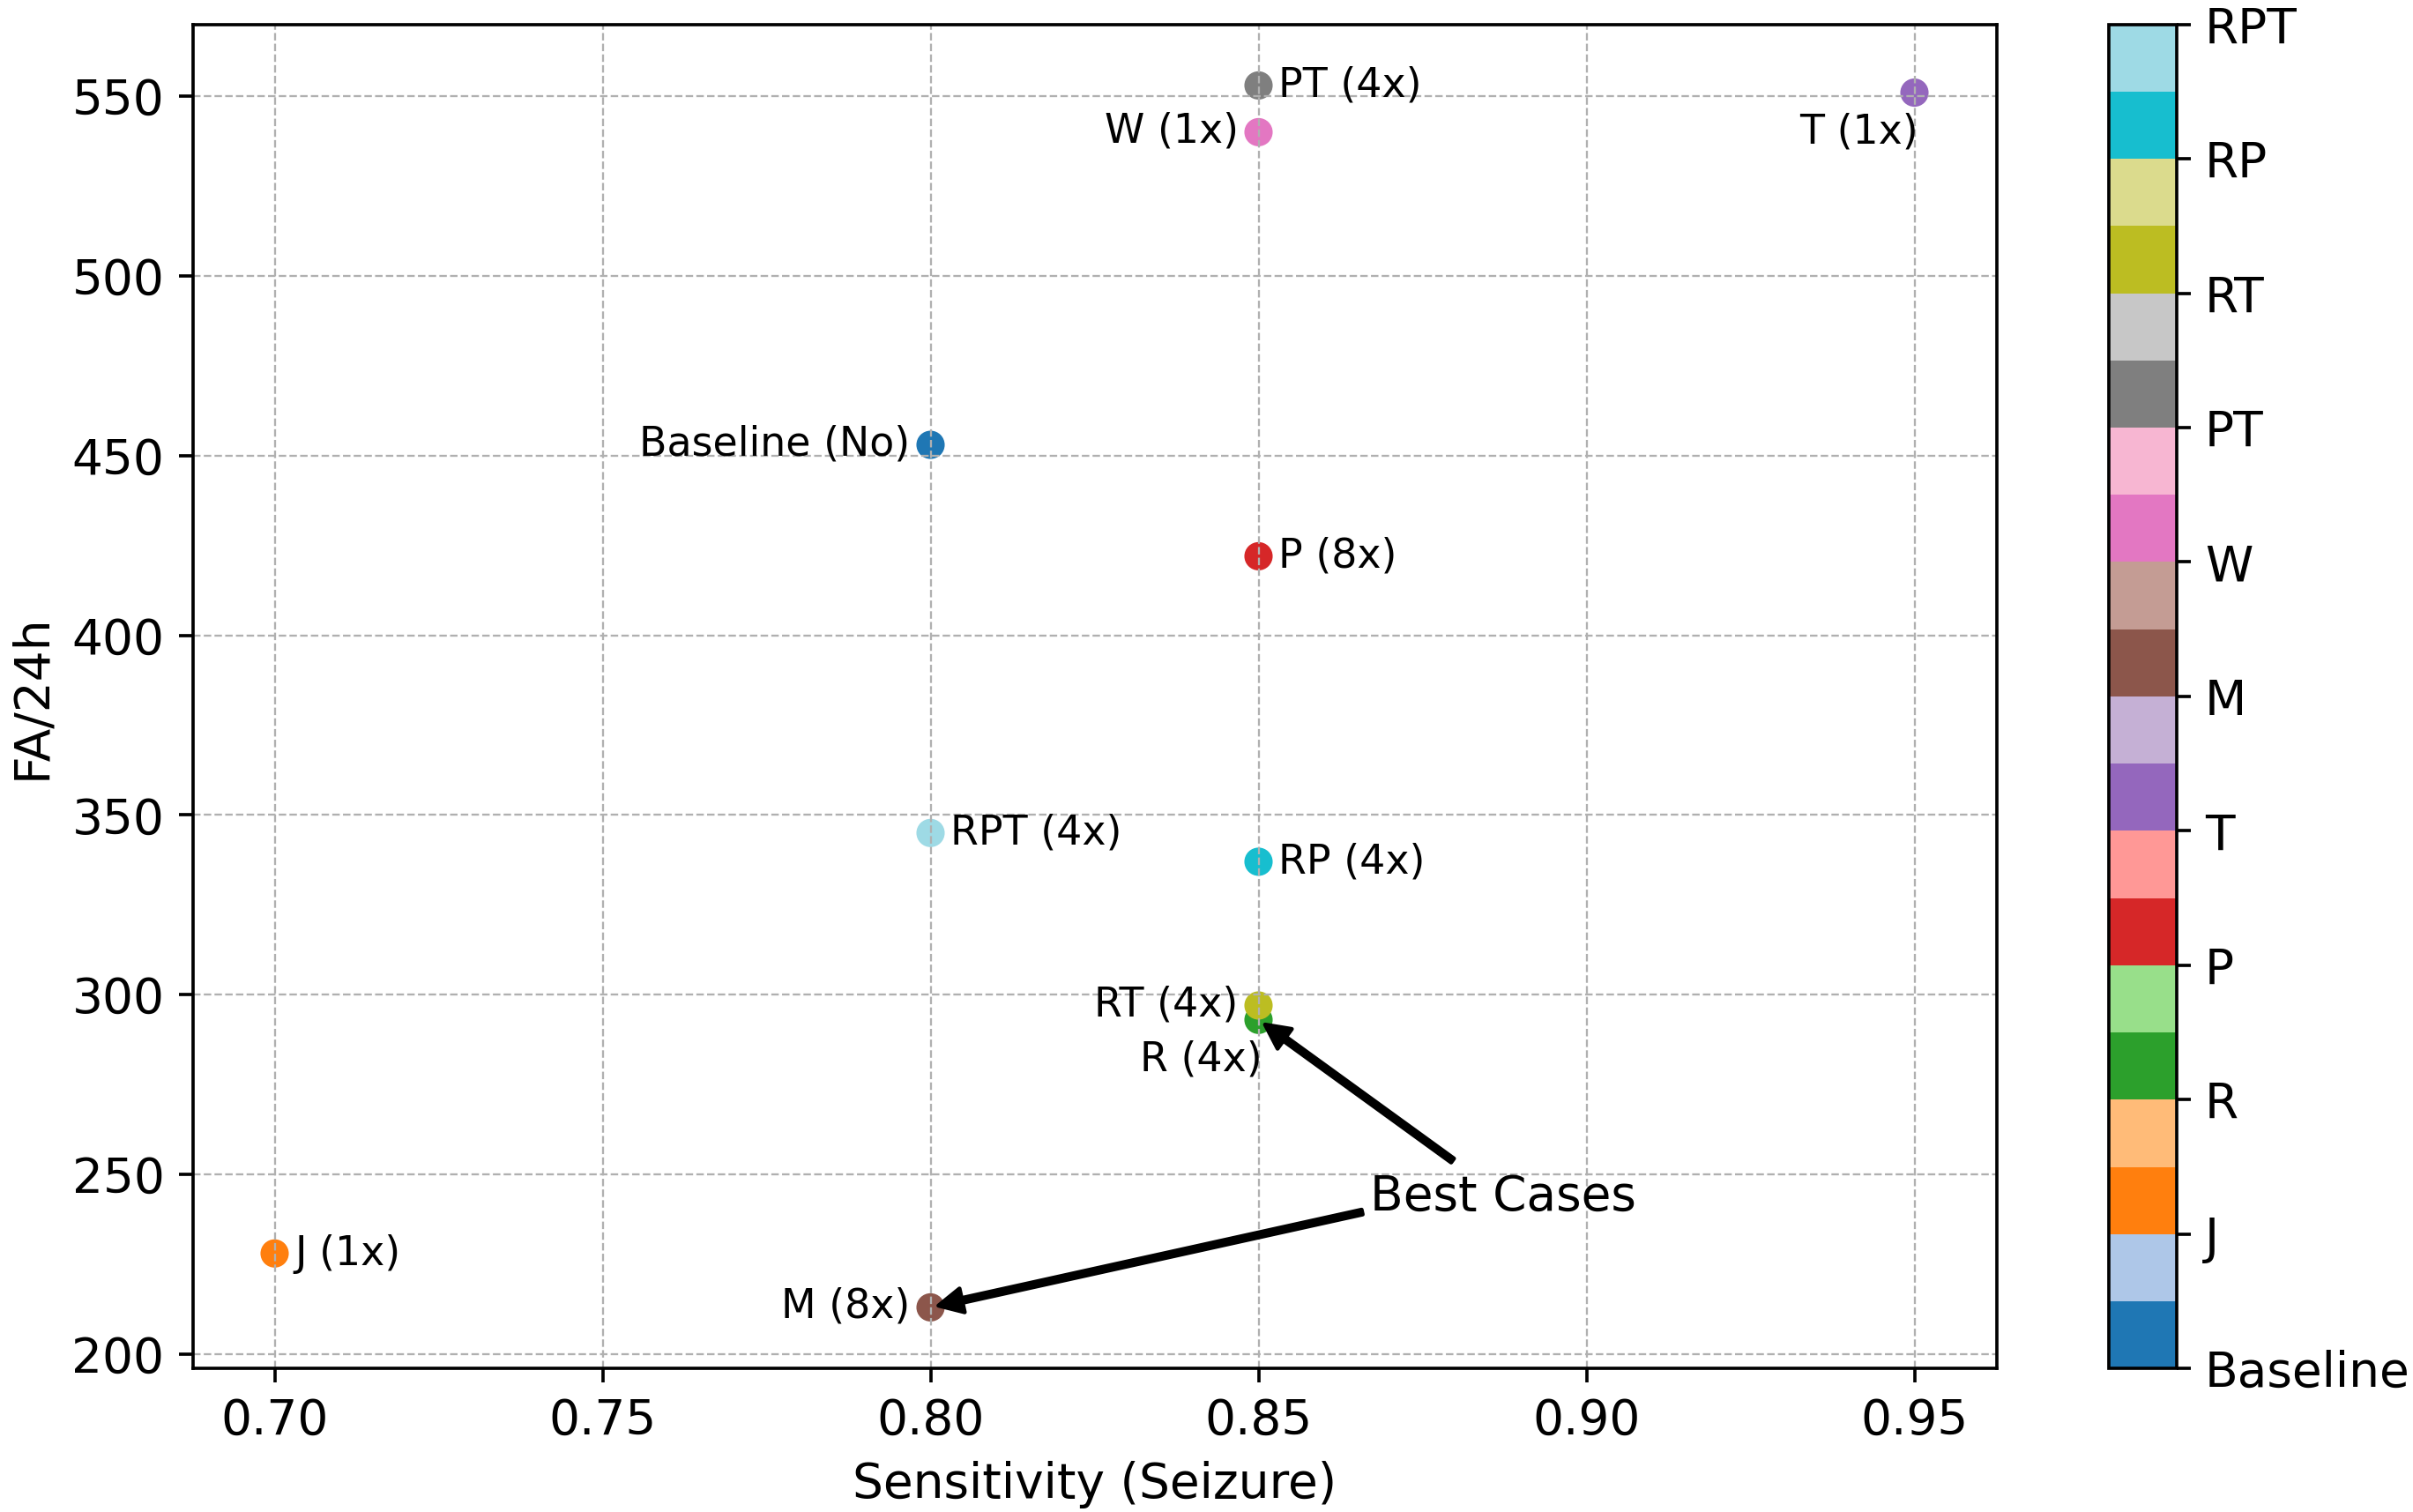 PT (4x)
W (1x)
T (1x)
Baseline (No)
P (8x)
RPT (4x)
RP (4x)
RT (4x)
R (4x)
Best Cases
J (1x)
M (8x)
550
500
450
400
350
300
250
200
FA/24h
0.70 0.75 0.80 0.85 0.90 0.95
Sensitivity (Seizure)
RPT
RP
RT
PT
W
M
T
P
R
J
Baseline